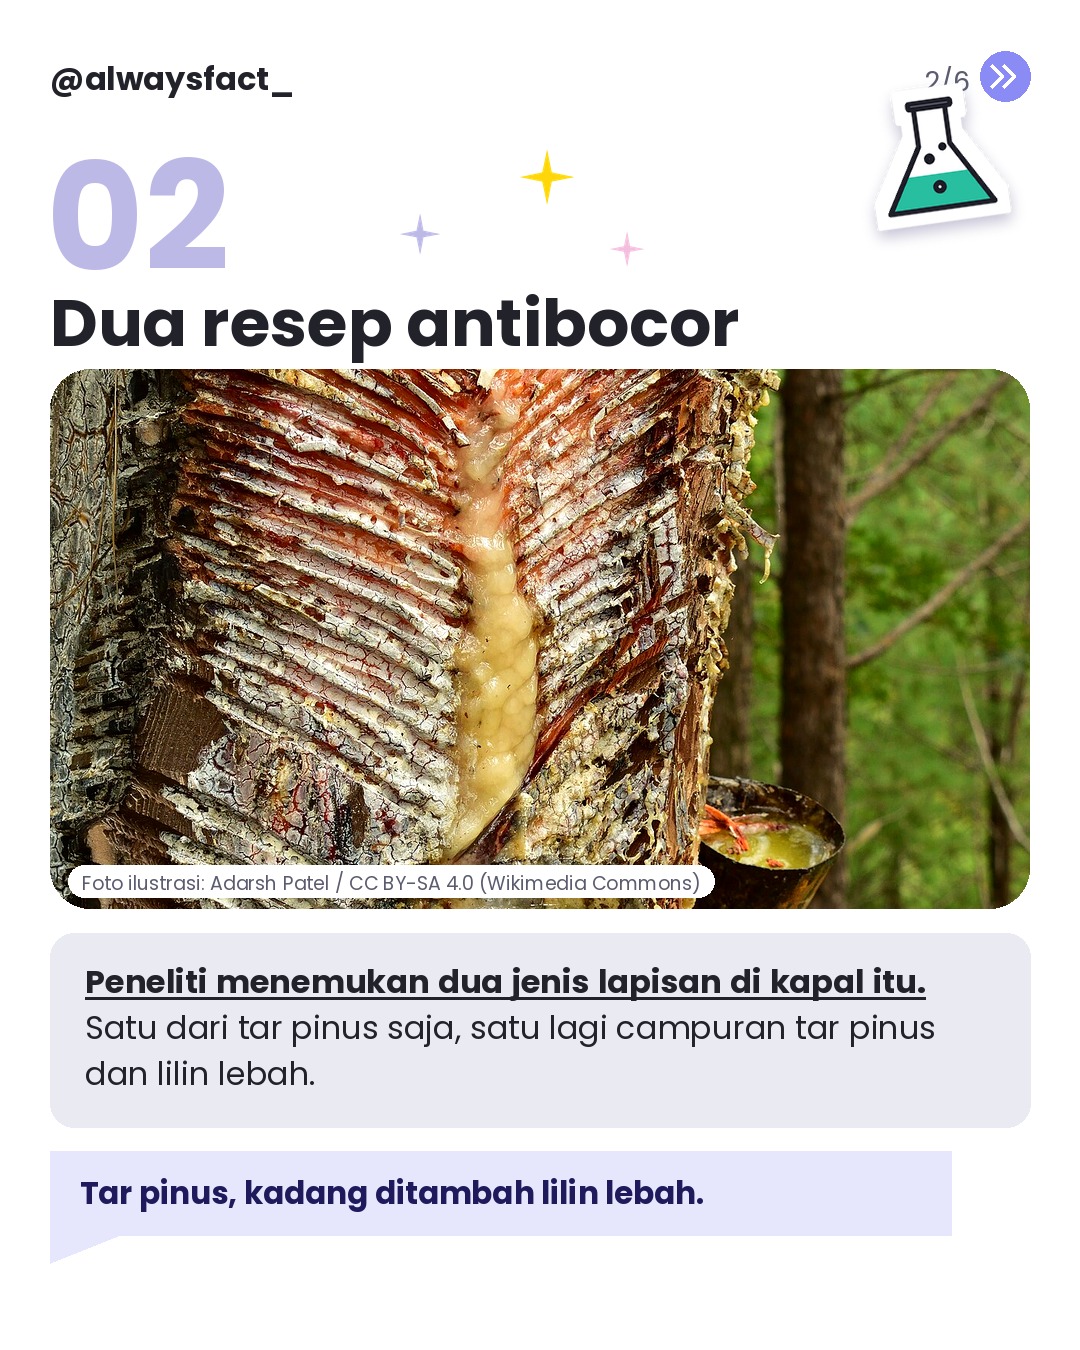 @alwaysfact_
2/6
02
Dua resep antibocor
Foto ilustrasi: Adarsh Patel / CC BY-SA 4.0 (Wikimedia Commons)
Peneliti menemukan dua jenis lapisan di kapal itu.
Satu dari tar pinus saja, satu lagi campuran tar pinus
dan lilin lebah.
Tar pinus, kadang ditambah lilin lebah.